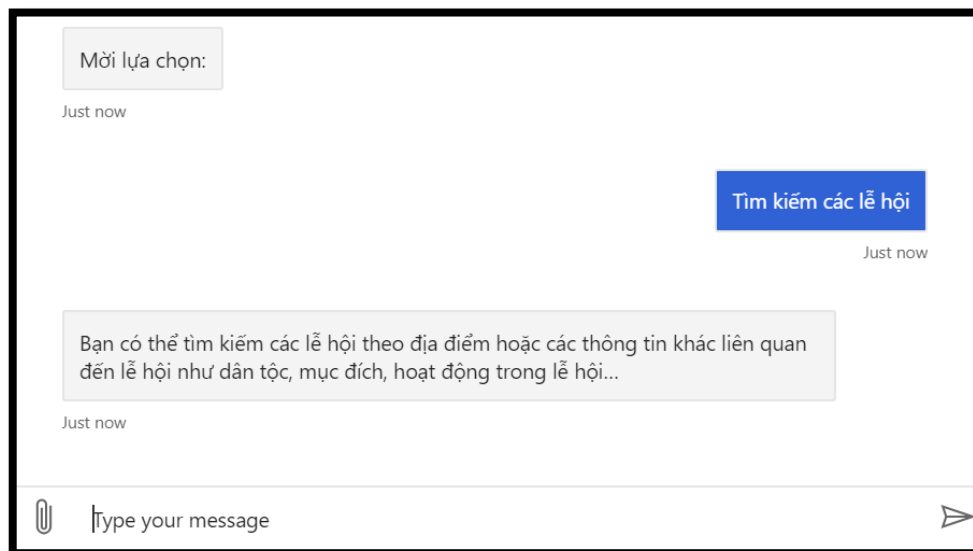 Mời lựa chọn:
Just now
Tìm kiếm các lễ hội
Just now
Bạn có thể tìm kiếm các lễ hội theo địa điểm hoặc các thông tin khác liên quan
đến lễ hội như dân tộc, mục đích, hoạt động trong lễ hội...
Just now
Type your message